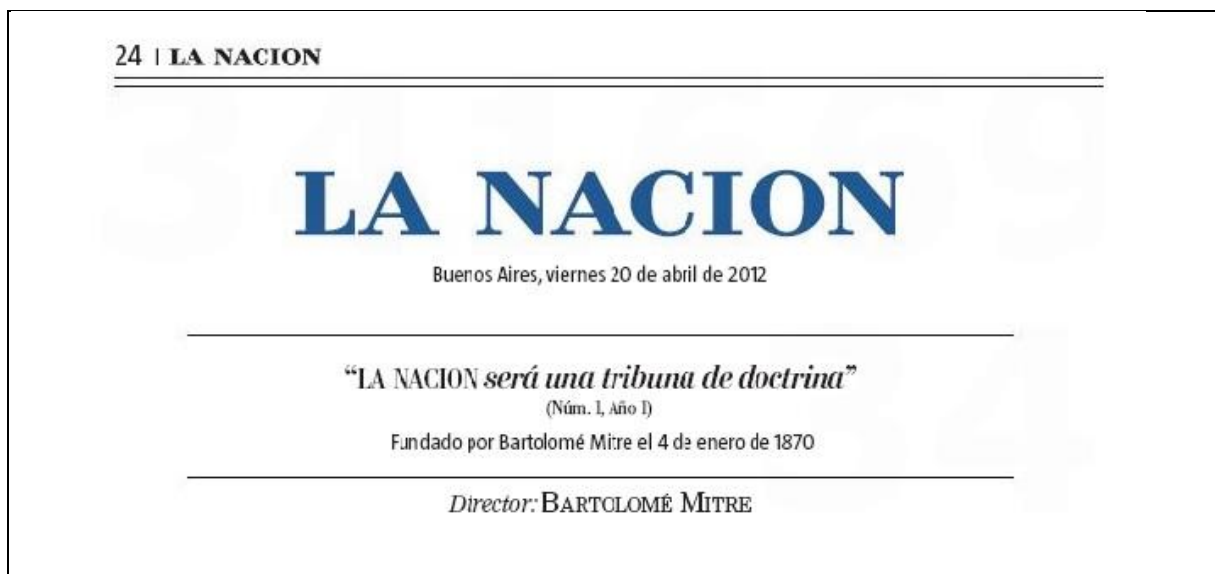 24 | LA NACION
LA NACION
Buenos Aires, viernes 20 de abril de 2012
“LA NACION será una tribuna de doctrina”
(Núm. I, Año I)
Fundado por Bartolomé Mitre el 4 de enero de 1870
Director: BARTOLOMÉ MITRE